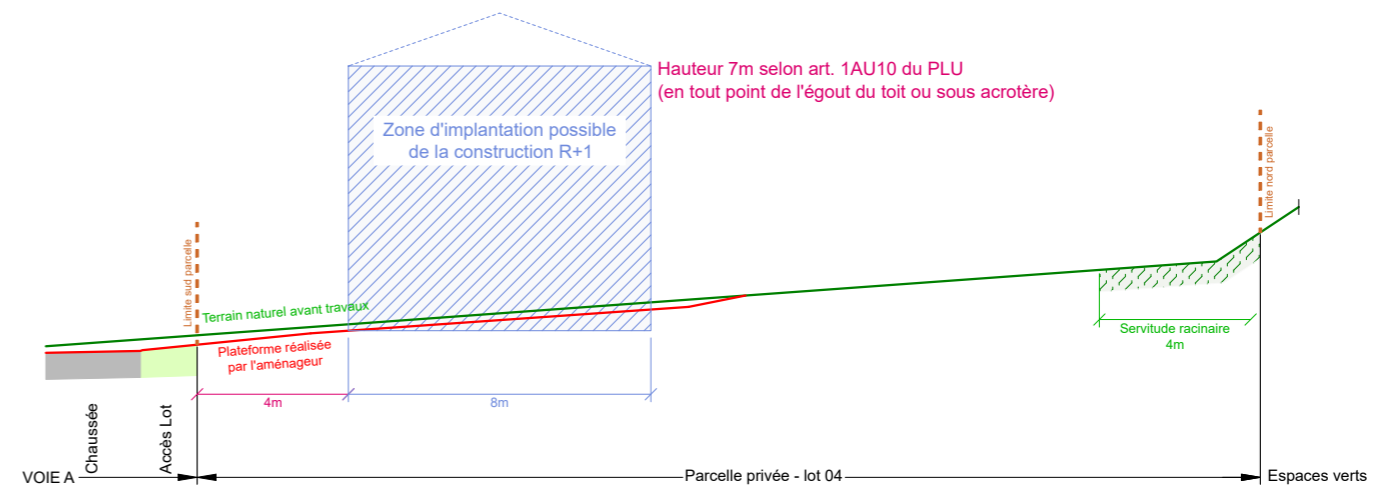 Hauteur 7m selon art. 1AU10 du PLU
(en tout point de l'égout du toit ou sous acrotère)
Zone d'implantation possible
de la construction R+1
Limite sud parcelle
Limite nord parcelle
Terrain naturel avant travaux
Plateforme réalisée
par l'aménageur
Servitude racinaire
4m
4m
8m
Chaussée
Accès Lot
VOIE A
Parcelle privée - lot 04
Espaces verts